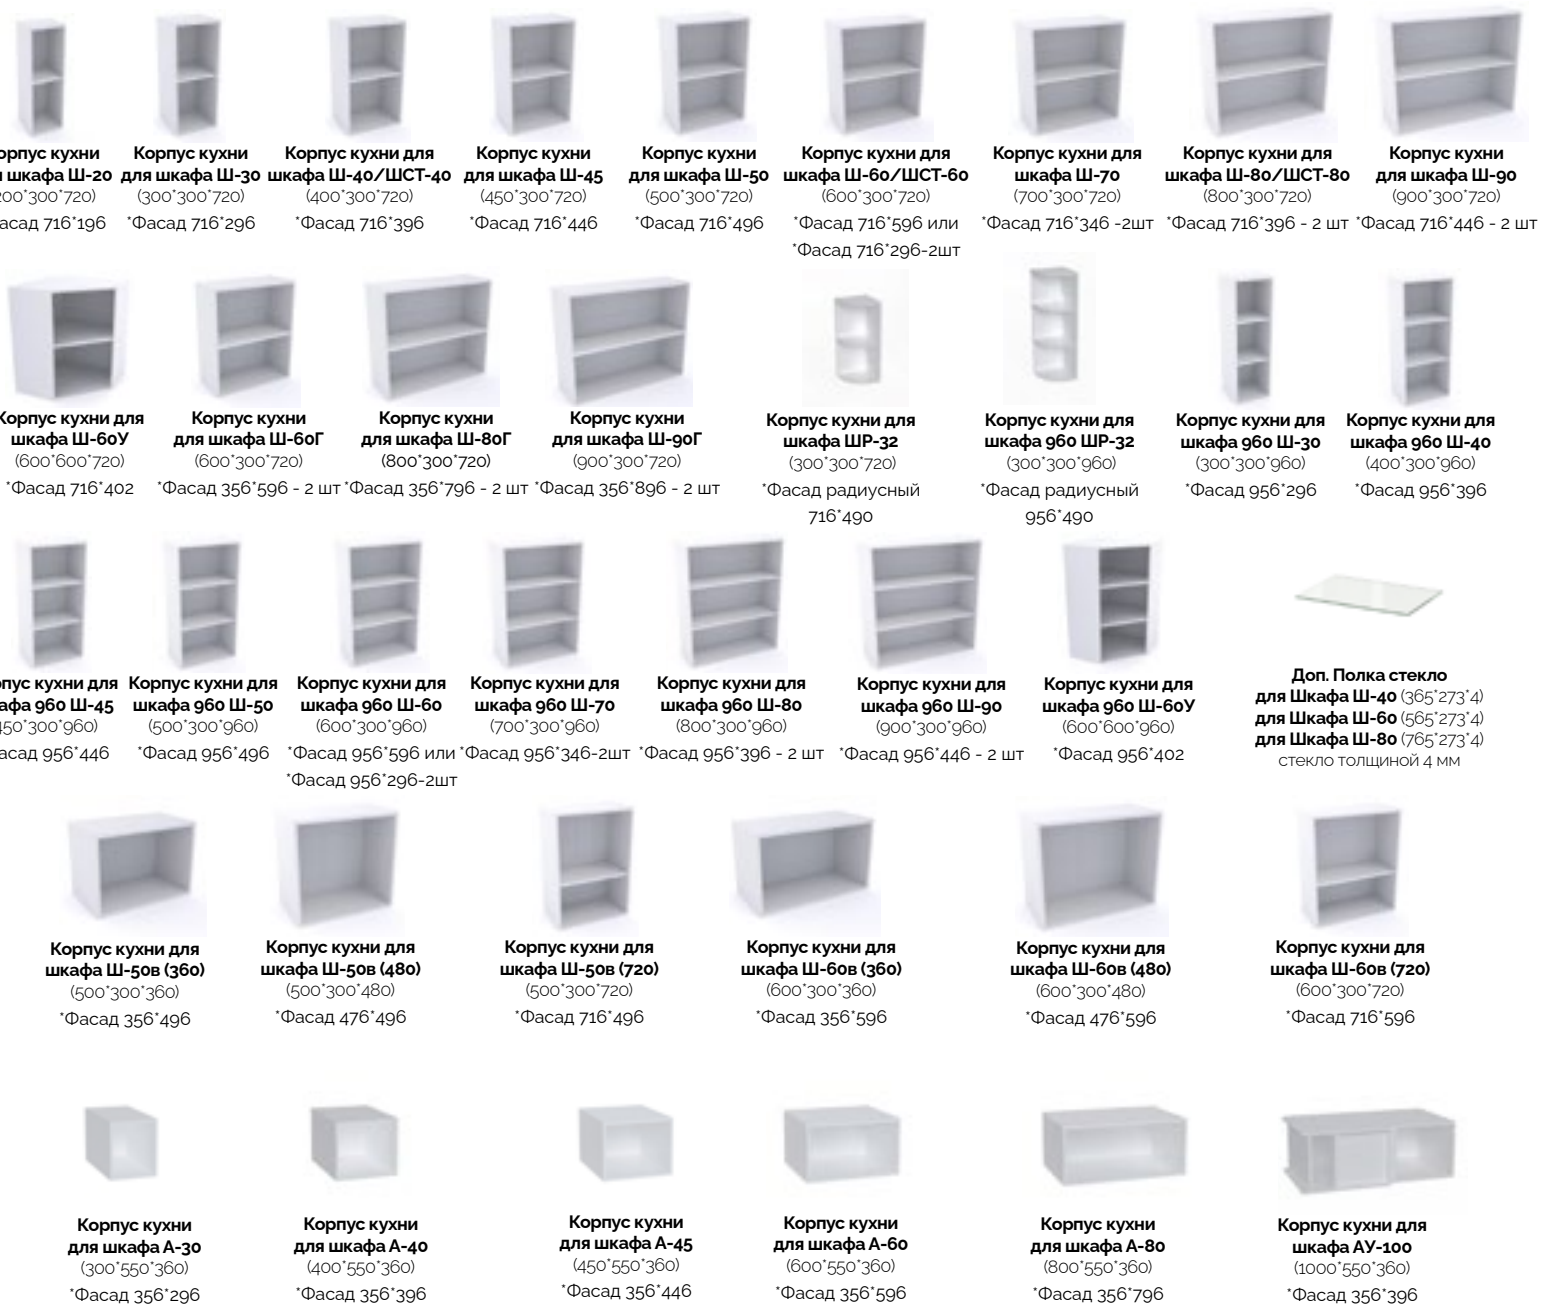 орпус кухни
шкафа Ш-20
200*300*720)
асад 716*196
Корпус кухни
для шкафа Ш-30
(300*300*720)
*Фасад 716*296
Корпус кухни для
шкафа Ш-40/ШСТ-40
(400*300*720)
*Фасад 716*396
Корпус кухни
для шкафа Ш-45
(450*300*720)
*Фасад 716*446
Корпус кухни
для шкафа Ш-50
(500*300*720)
*Фасад 716*496
Корпус кухни для
шкафа Ш-60/ШСТ-60
(600*300*720)
*Фасад 716*596 или
*Фасад 716*296-2шт
Корпус кухни для
шкафа Ш-70
(700*300*720)
*Фасад 716*346 -2шт
Корпус кухни для
шкафа Ш-80/ШСТ-80
(800*300*720)
*Фасад 716*396 - 2 шт
Корпус кухни
для шкафа Ш-90
(900*300*720)
*Фасад 716*446 - 2 шт
Корпус кухни для
шкафа Ш-60У
(600*600*720)
*Фасад 716*402
Корпус кухни
для шкафа Ш-60Г
(600*300*720)
*Фасад 356*596 - 2 шт
Корпус кухни
для шкафа Ш-80Г
(800*300*720)
*Фасад 356*796 - 2 шт
Корпус кухни
для шкафа Ш-90Г
(900*300*720)
*Фасад 356*896 - 2 шт
Корпус кухни для
шкафа ШР-32
(300*300*720)
*Фасад радиусный
716*490
Корпус кухни для
шкафа 960 ШР-32
(300*300*960)
*Фасад радиусный
956*490
Корпус кухни для
шкафа 960 Ш-30
(300*300*960)
*Фасад 956*296
Корпус кухни для
шкафа 960 Ш-40
(400*300*960)
*Фасад 956*396
рпус кухни для
афа 960 Ш-45
450*300*960)
асад 956*446
Корпус кухни для
шкафа 960 Ш-50
(500*300*960)
*Фасад 956*496
Корпус кухни для
шкафа 960 Ш-60
(600*300*960)
*Фасад 956*596 или
*Фасад 956*296-2шт
Корпус кухни для
шкафа 960 Ш-70
(700*300*960)
*Фасад 956*346-2шт
Корпус кухни для
шкафа 960 Ш-80
(800*300*960)
*Фасад 956*396 - 2 шт
Корпус кухни для
шкафа 960 Ш-90
(900*300*960)
*Фасад 956*446 - 2 шт
Корпус кухни для
шкафа 960 Ш-60У
(600*600*960)
*Фасад 956*402
Доп. Полка стекло
для Шкафа Ш-40 (365*273*4)
для Шкафа Ш-60 (565*273*4)
для Шкафа Ш-80 (765*273*4)
стекло толщиной 4 мм
Корпус кухни для
шкафа Ш-50в (360)
(500*300*360)
*Фасад 356*496
Корпус кухни для
шкафа Ш-50в (480)
(500*300*480)
*Фасад 476*496
Корпус кухни для
шкафа Ш-50в (720)
(500*300*720)
*Фасад 716*496
Корпус кухни для
шкафа Ш-60в (360)
(600*300*360)
*Фасад 356*596
Корпус кухни для
шкафа Ш-60в (480)
(600*300*480)
*Фасад 476*596
Корпус кухни для
шкафа Ш-60в (720)
(600*300*720)
*Фасад 716*596
Корпус кухни
для шкафа А-30
(300*550*360)
*Фасад 356*296
Корпус кухни
для шкафа А-40
(400*550*360)
*Фасад 356*396
Корпус кухни
для шкафа А-45
(450*550*360)
*Фасад 356*446
Корпус кухни
для шкафа А-60
(600*550*360)
*Фасад 356*596
Корпус кухни
для шкафа А-80
(800*550*360)
*Фасад 356*796
Корпус кухни для
шкафа АУ-100
(1000*550*360)
*Фасад 356*396